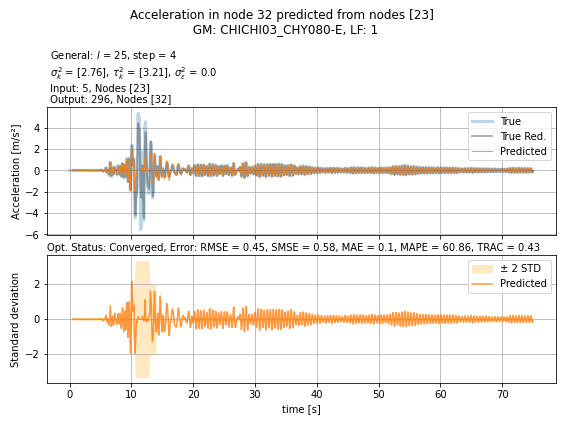 Acceleration in node 32 predicted from nodes [23]
GM: CHICHI03_CHY080-E, LF: 1
General: l = 25, step = 4
σ²ₖ = [2.76], τ²ₖ = [3.21], σ²ε = 0.0
Input: 5, Nodes [23]
Output: 296, Nodes [32]
Acceleration [m/s²]
4
2
0
−2
−4
−6
True
True Red.
Predicted
Opt. Status: Converged, Error: RMSE = 0.45, SMSE = 0.58, MAE = 0.1, MAPE = 60.86, TRAC = 0.43
Standard deviation
2
0
−2
± 2 STD
Predicted
0 10 20 30 40 50 60 70
time [s]